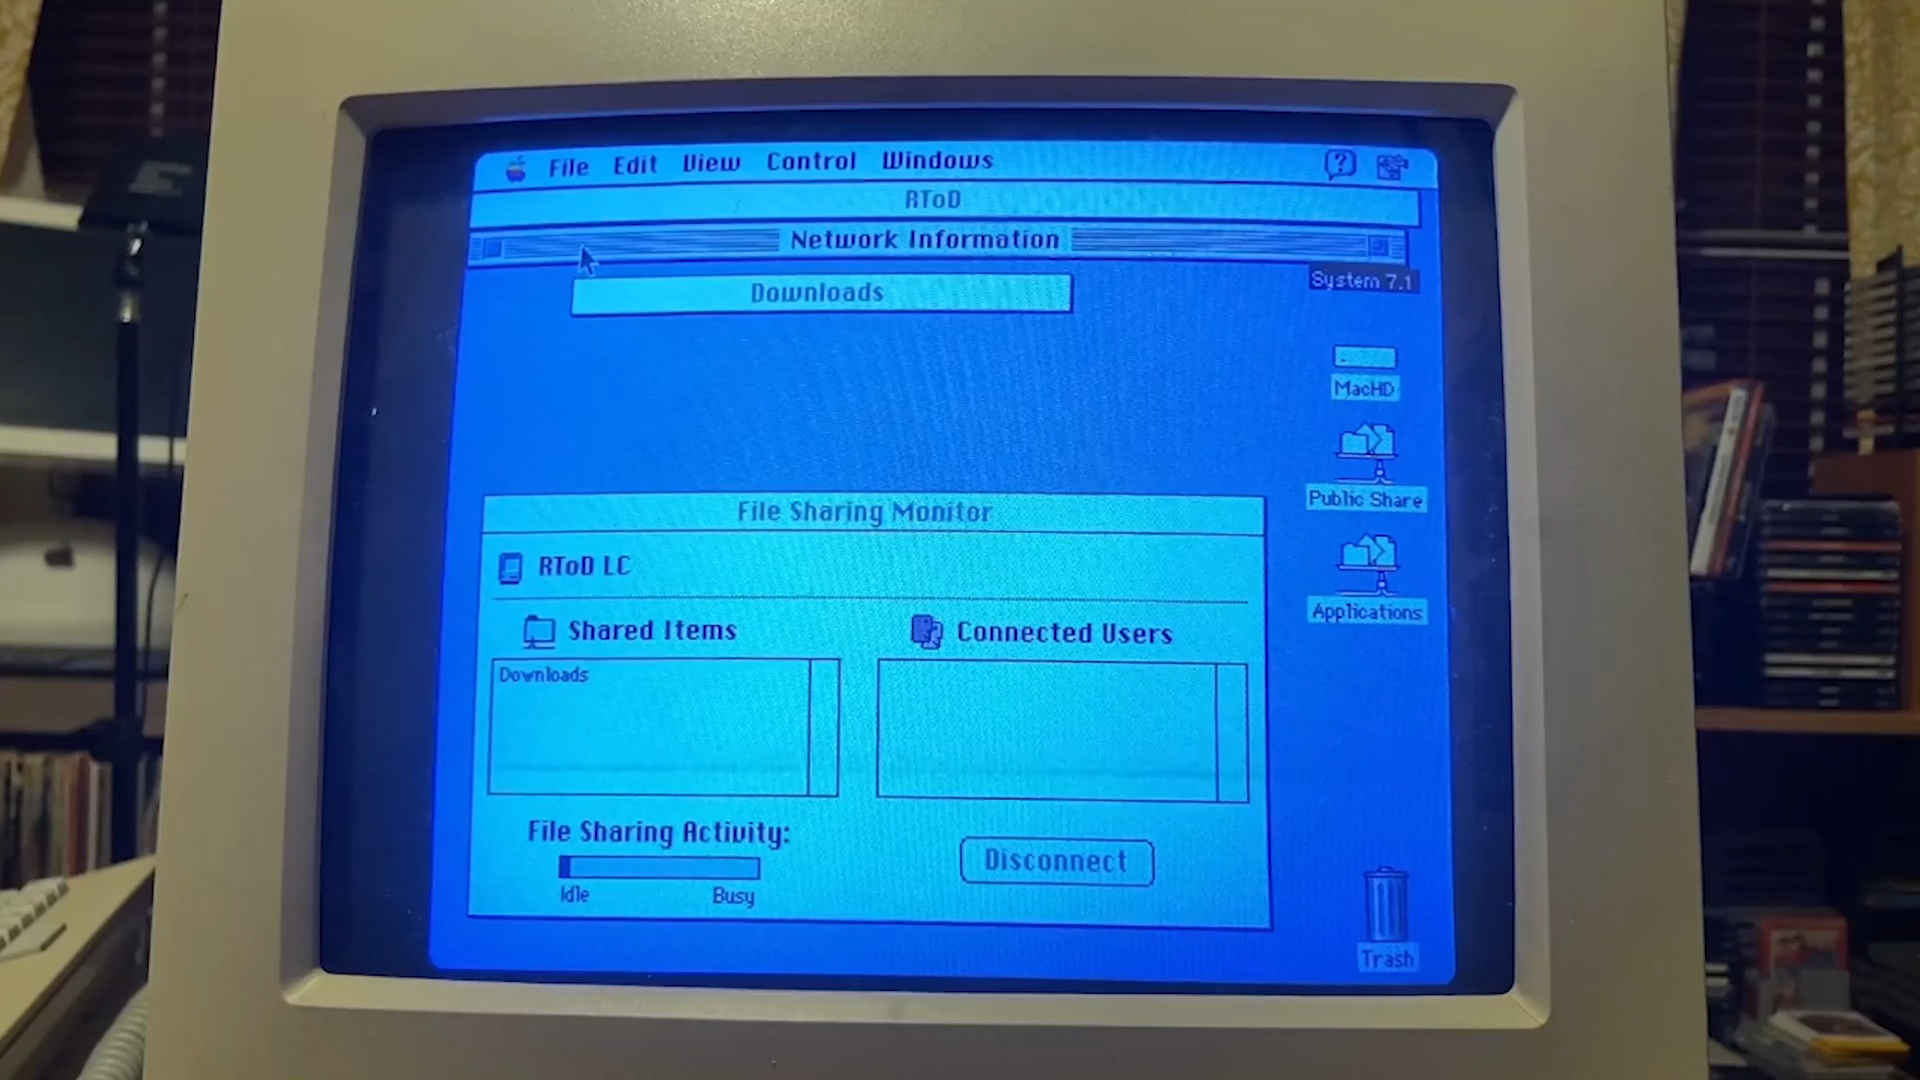 File Edit View Control Windows
RToD
Network Information
System 7.1
Downloads
MacHD
Public Share
File Sharing Monitor
RToD LC
Applications
Shared Items
Connected Users
Downloads
File Sharing Activity:
Disconnect
Idle
Busy
Trash